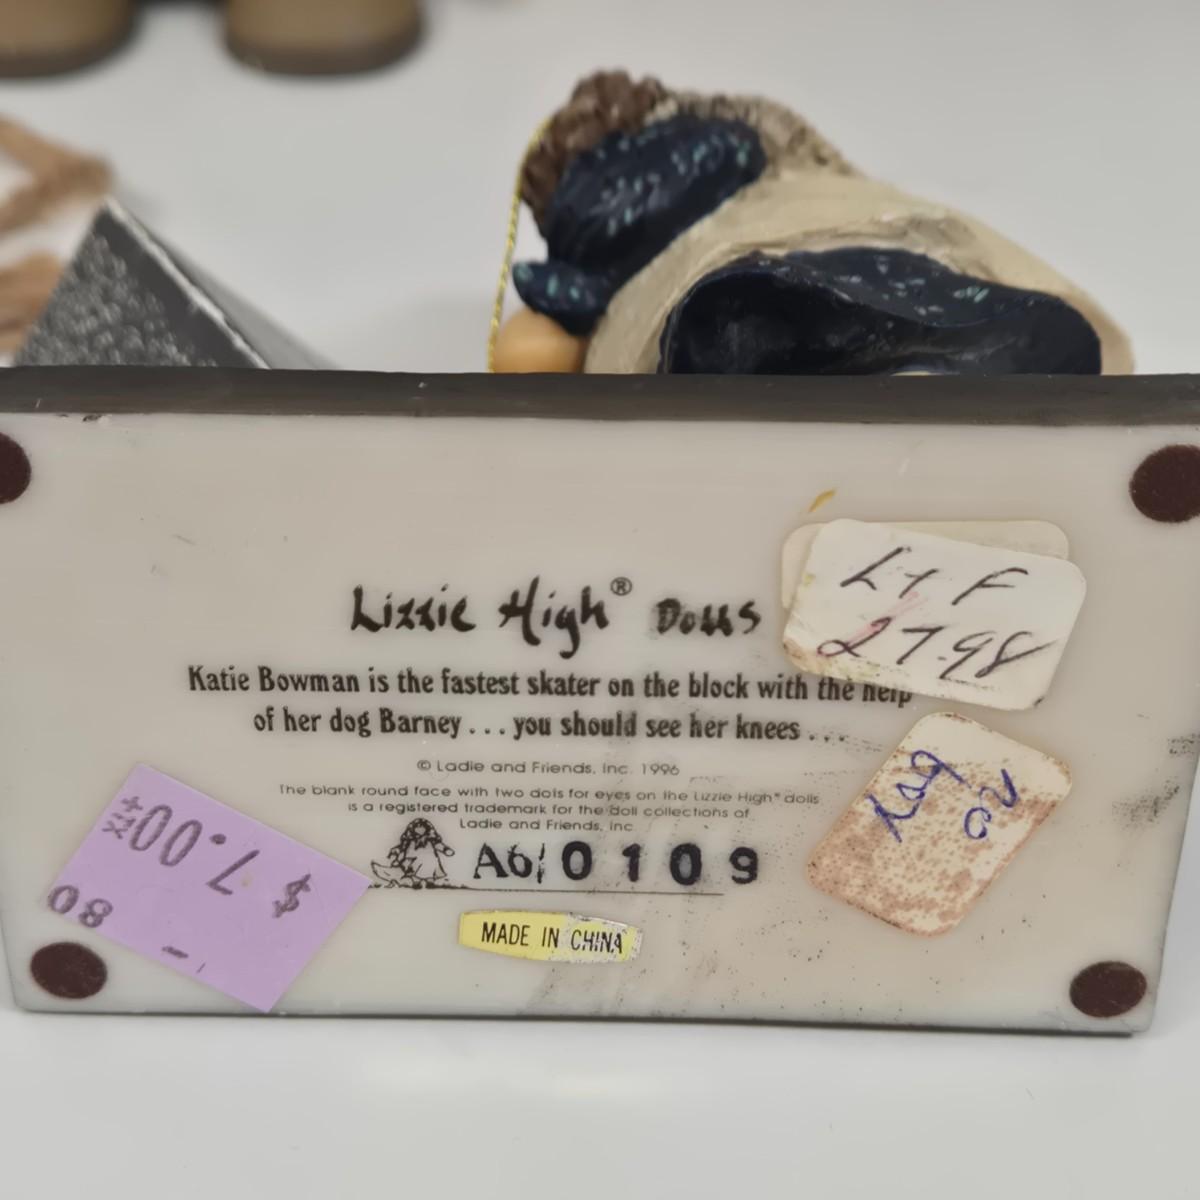 Lizzie High® Dolls
Katie Bowman is the fastest skater on the block with the help
of her dog Barney . . . you should see her knees . . .
© Ladie and Friends, Inc. 1996
The blank round face with two dots for eyes on the Lizzie High® dolls
is a registered trademark for the doll collections of
Ladie and Friends, Inc.
A6/0109
MADE IN CHINA
L+F
27.98
$7.00
+TX
80